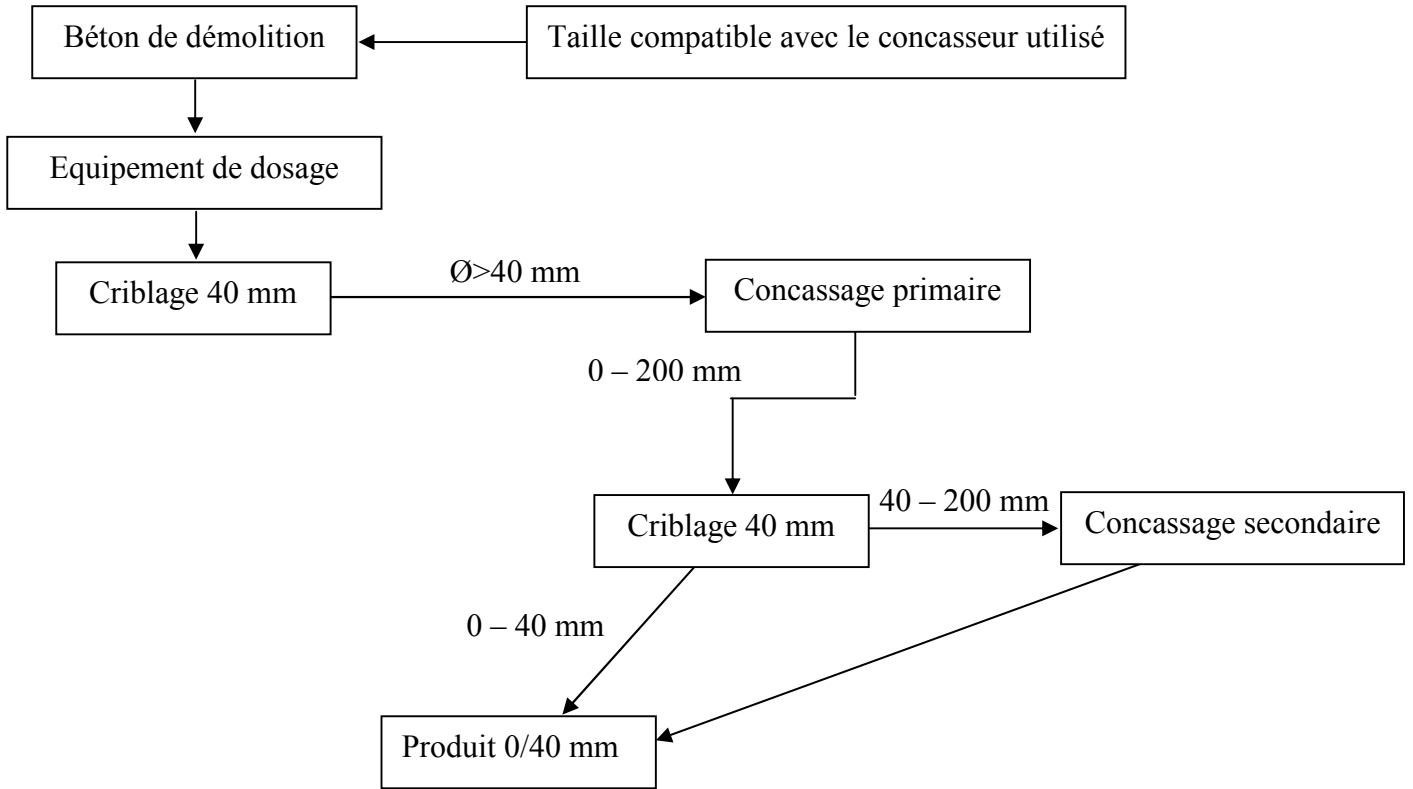 Béton de démolition
Taille compatible avec le concasseur utilisé
Equipement de dosage
Criblage 40 mm
Ø>40 mm
Concassage primaire
0 – 200 mm
Criblage 40 mm
40 – 200 mm
Concassage secondaire
0 – 40 mm
Produit 0/40 mm